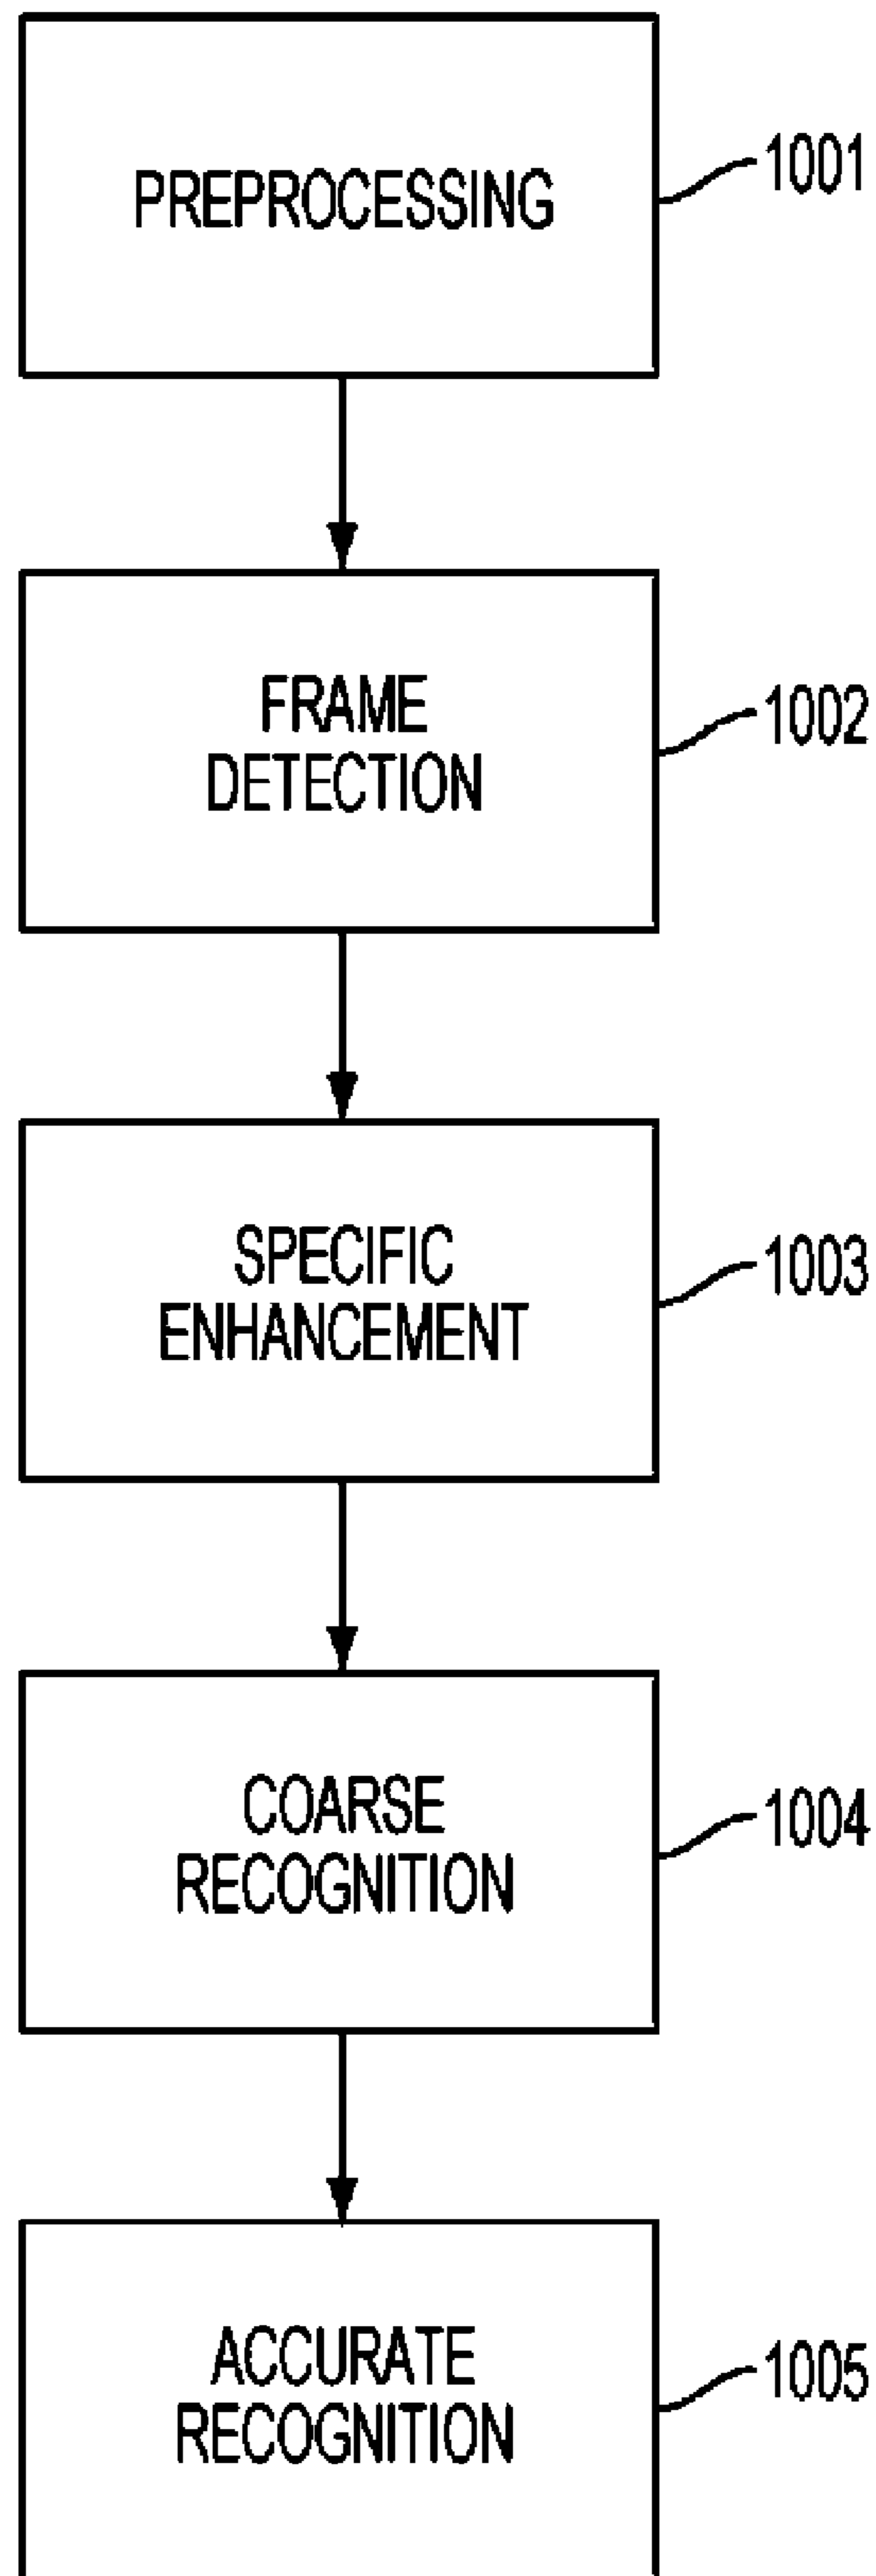 PREPROCESSING
1001
FRAME
DETECTION
1002
SPECIFIC
ENHANCEMENT
1003
COARSE
RECOGNITION
1004
ACCURATE
RECOGNITION
1005